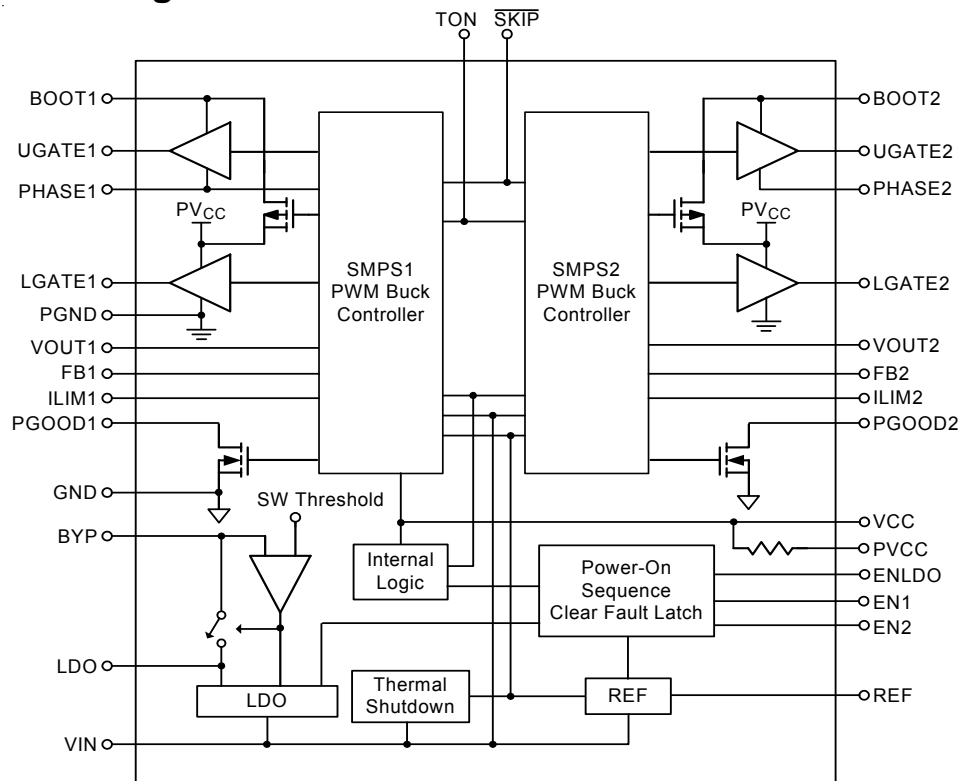 TON SKIP
BOOT1
UGATE1
PHASE1
PVCC
LGATE1
PGND
VOUT1
FB1
ILIM1
PGOOD1
GND
BYP
LDO
VIN
SMPS1
PWM Buck
Controller
SMPS2
PWM Buck
Controller
SW Threshold
Internal
Logic
Power-On
Sequence
Clear Fault Latch
LDO
Thermal
Shutdown
REF
BOOT2
UGATE2
PHASE2
PVCC
LGATE2
VOUT2
FB2
ILIM2
PGOOD2
VCC
PVCC
ENLDO
EN1
EN2
REF